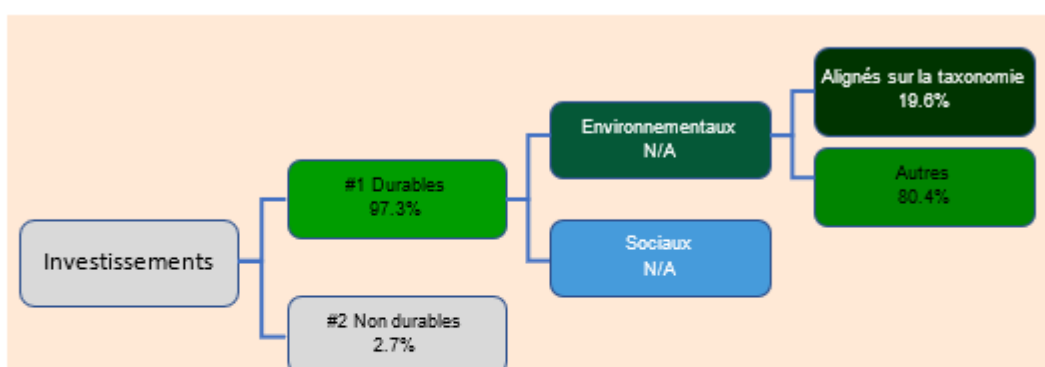 Investissements
#1 Durables
97.3%
#2 Non durables
2.7%
Environnementaux
N/A
Sociaux
N/A
Alignés sur la taxonomie
19.6%
Autres
80.4%